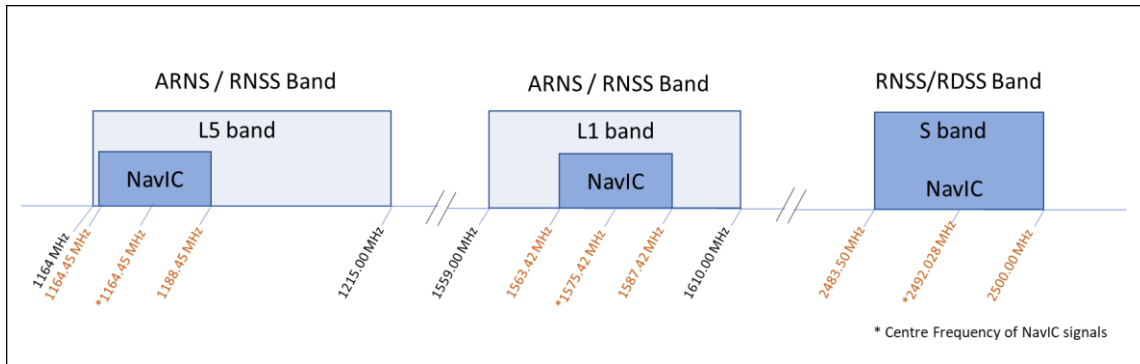 ARNS / RNSS Band
ARNS / RNSS Band
RNSS/RDSS Band
L5 band
L1 band
S band
NavIC
NavIC
NavIC
1164 MHz
1164.45 MHz
*1164.45 MHz
1188.45 MHz
1215.00 MHz
1559.00 MHz
1563.42 MHz
*1575.42 MHz
1587.42 MHz
1610.00 MHz
2483.50 MHz
*2492.028 MHz
2500.00 MHz
* Centre Frequency of NavIC signals